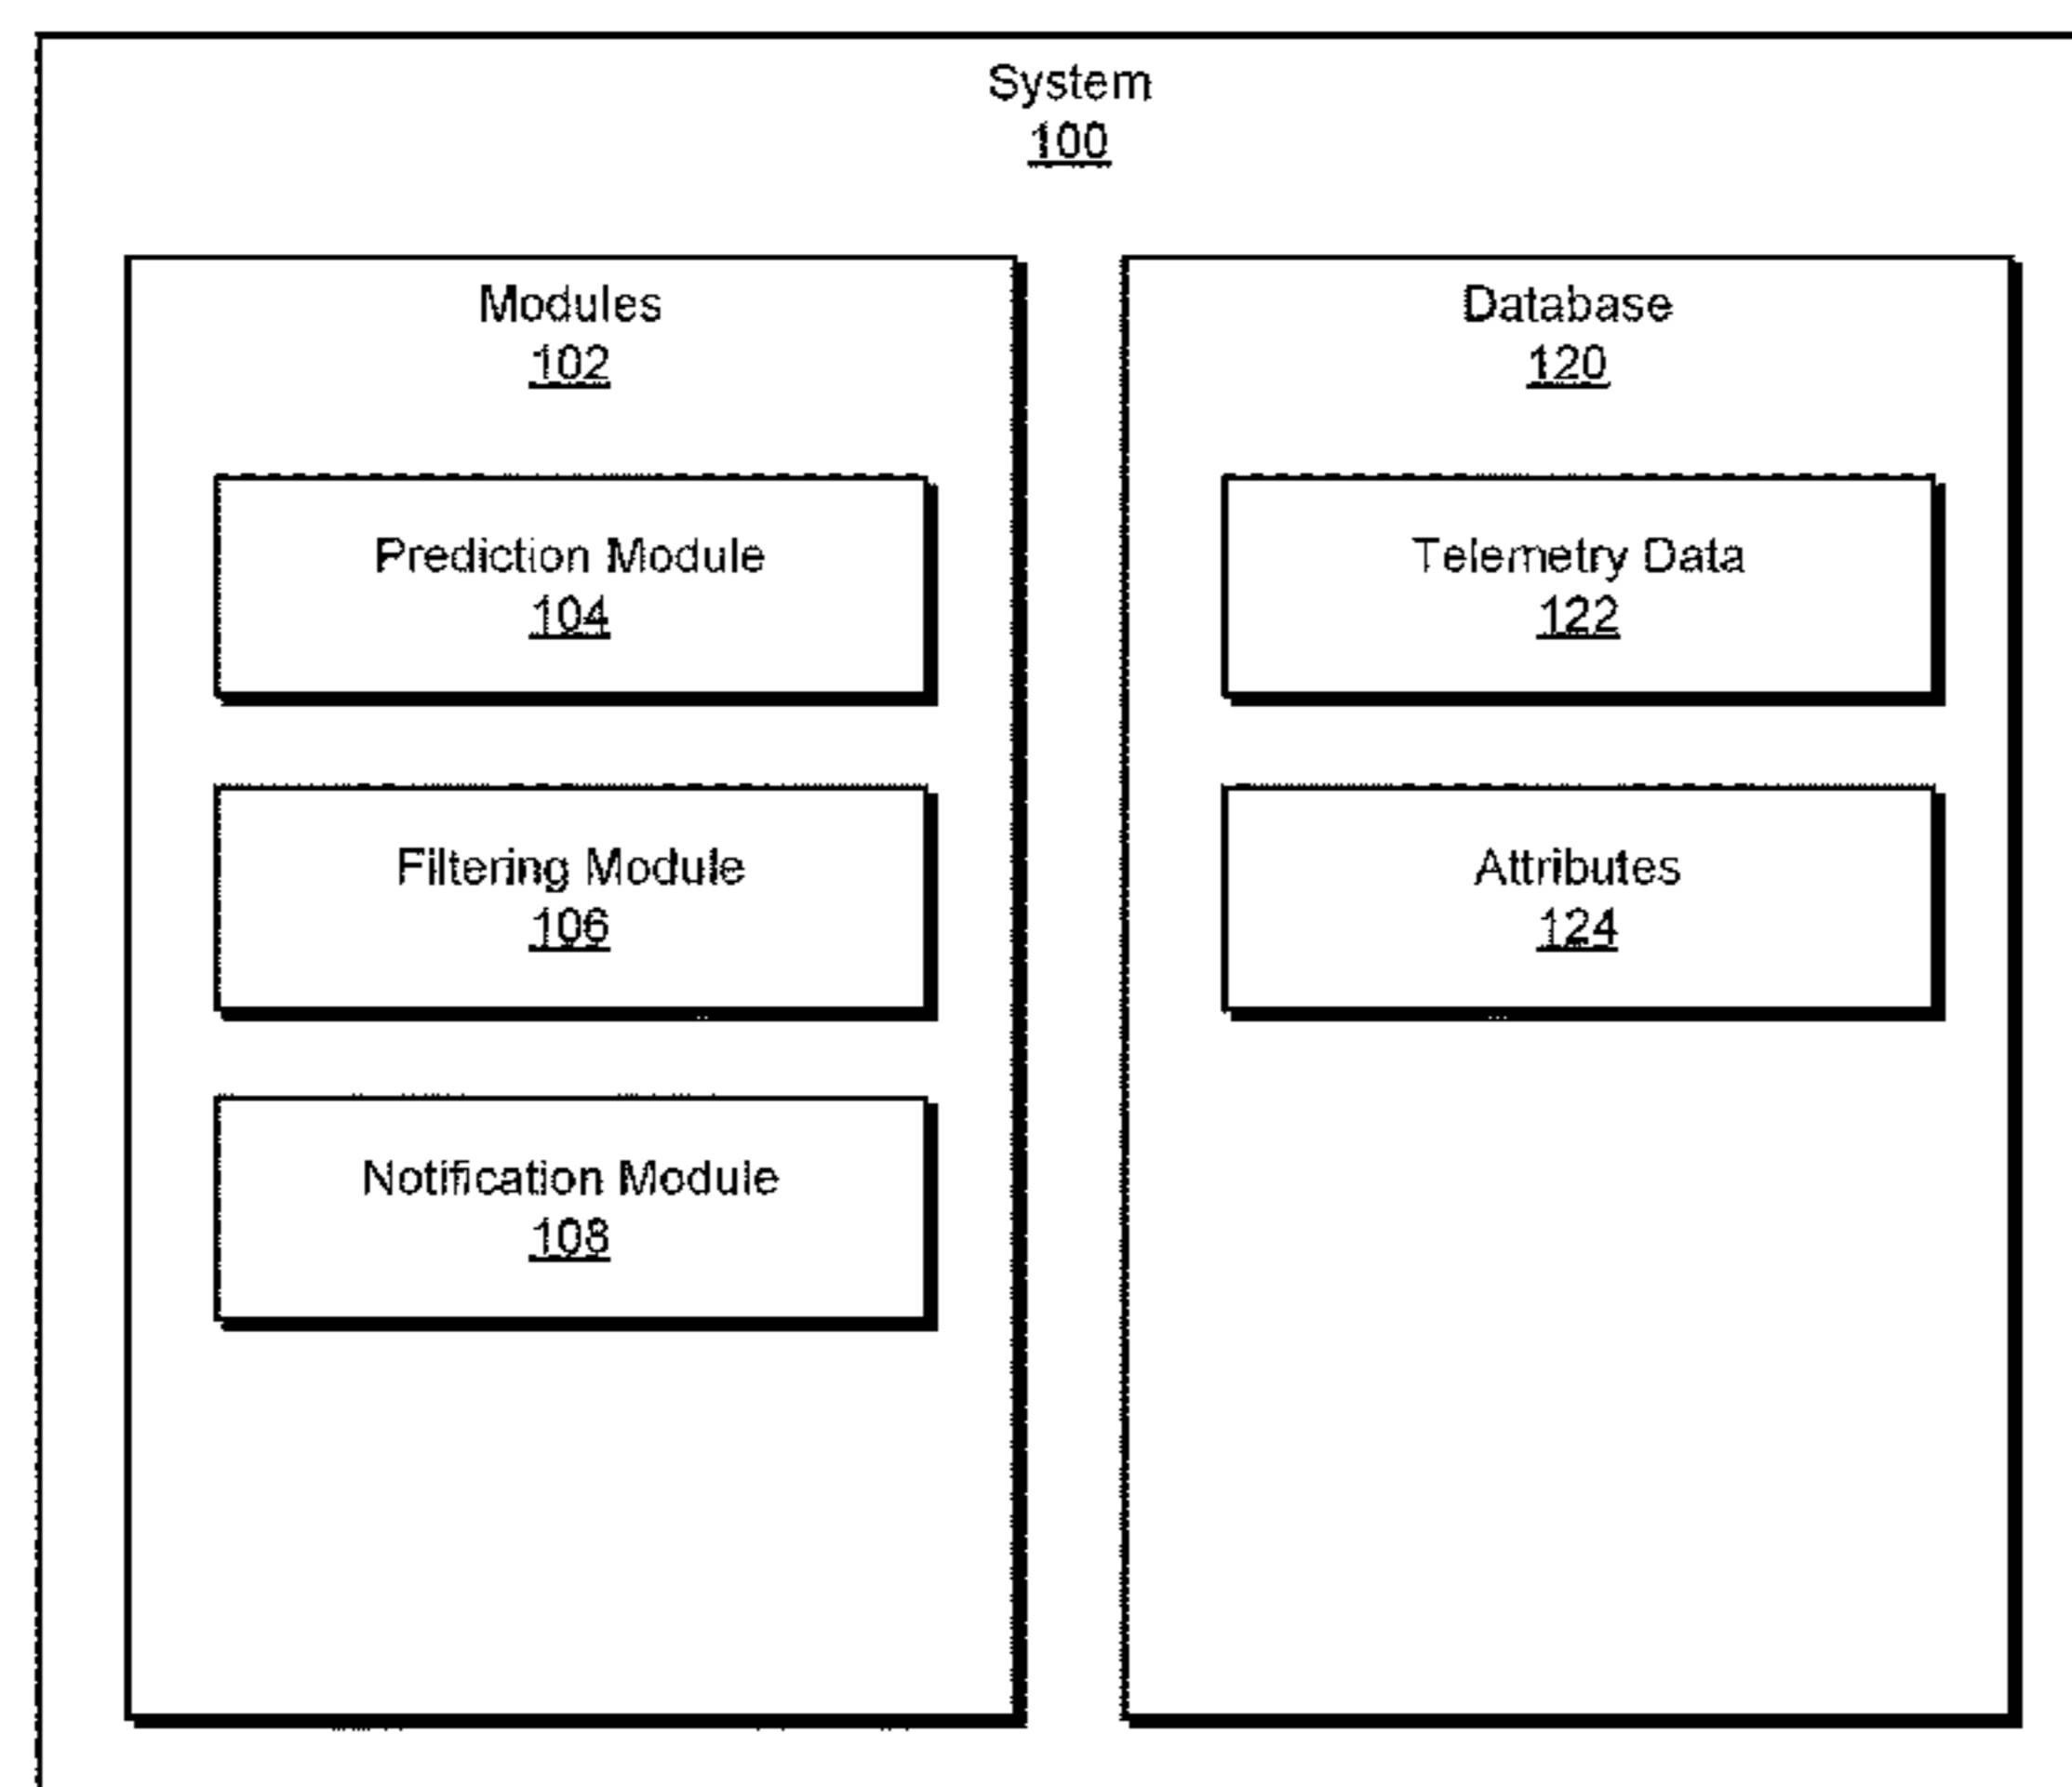 System
100
Modules
102
Prediction Module
104
Filtering Module
106
Notification Module
108
Database
120
Telemetry Data
122
Attributes
124